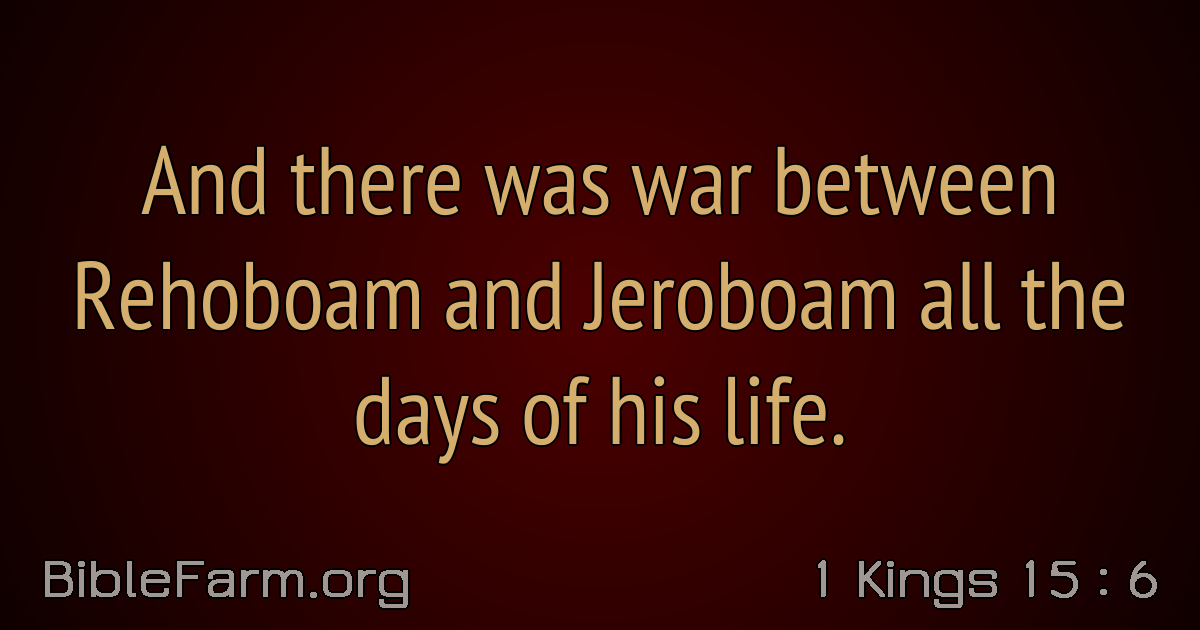 And there was war between
Rehoboam and Jeroboam all the
days of his life.
BibleFarm.org
1 Kings 15 : 6